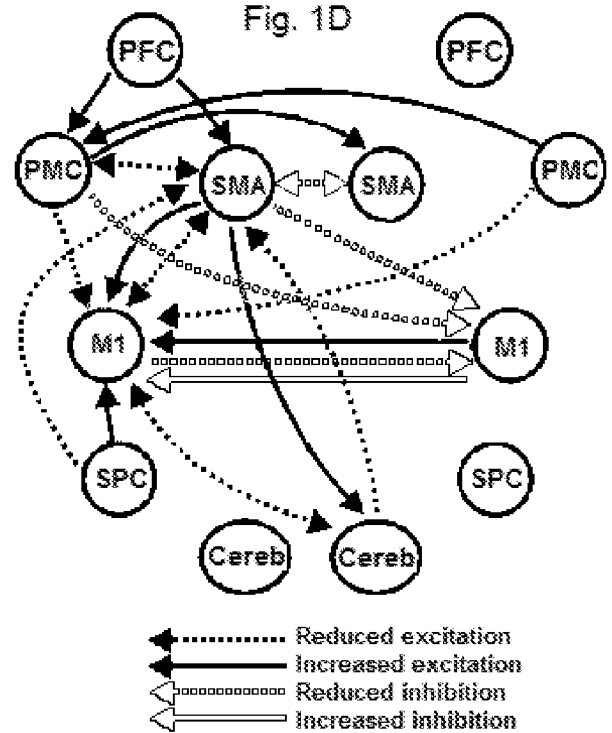 Fig. 1D
PFC PFC
PMC SMA SMA PMC
M1 M1
SPC SPC
Cereb Cereb
Reduced excitation
Increased excitation
Reduced inhibition
Increased inhibition